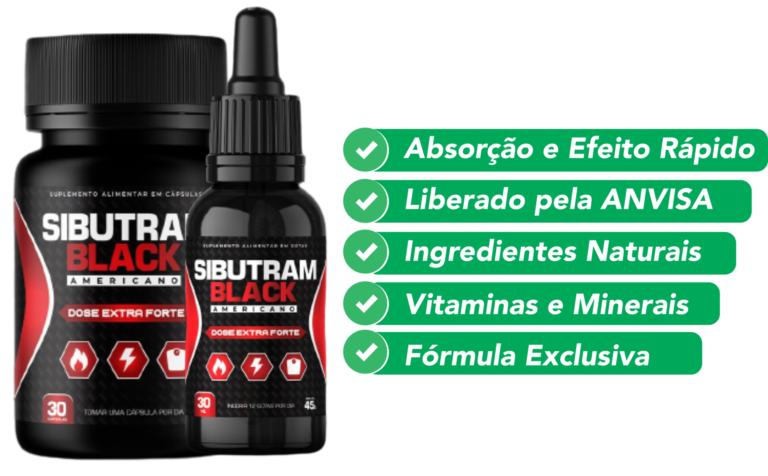 SUPLEMENTO ALIMENTAR EM CÁPSULAS
SIBUTRAM
BLACK
AMERICANO
DOSE EXTRA FORTE
30
CÁPSULAS
TOMAR UMA CÁPSULA POR DIA
SUPLEMENTO ALIMENTAR EM GOTAS
SIBUTRAM
BLACK
AMERICANO
DOSE EXTRA FORTE
30
ML
INGERIR 12 GOTAS POR DIA
45
Absorção e Efeito Rápido
Liberado pela ANVISA
Ingredientes Naturais
Vitaminas e Minerais
Fórmula Exclusiva